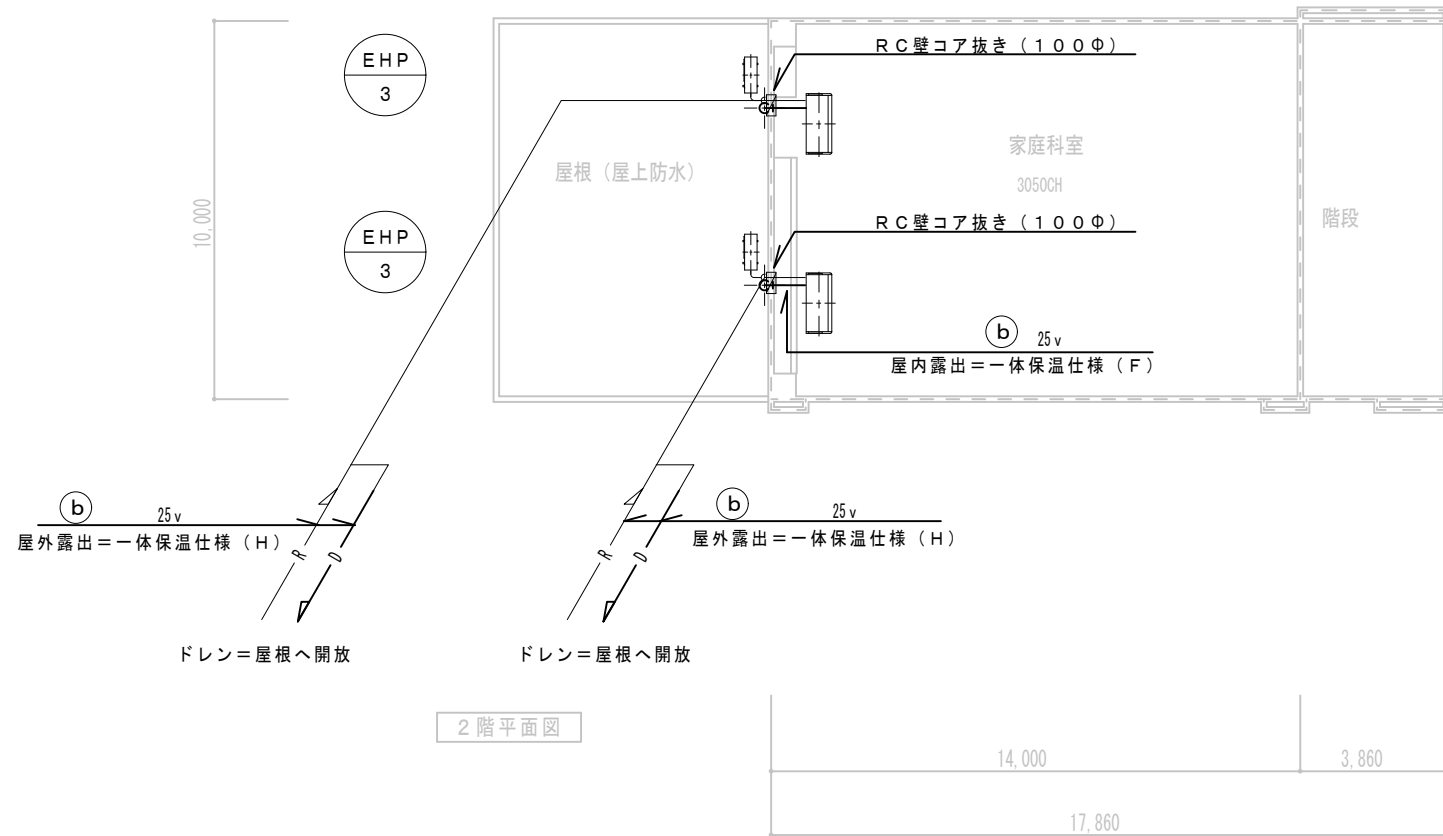 RC壁コア抜き（100Φ）
EHP
3
家庭科室
屋根（屋上防水）
3050CH
10,000
RC壁コア抜き（100Φ）
階段
EHP
3
b 25v
屋内露出＝一体保温仕様（F）
b 25v
屋外露出＝一体保温仕様（H）
b 25v
屋外露出＝一体保温仕様（H）
R D
R D
ドレン＝屋根へ開放
ドレン＝屋根へ開放
2階平面図
14,000
3,860
17,860